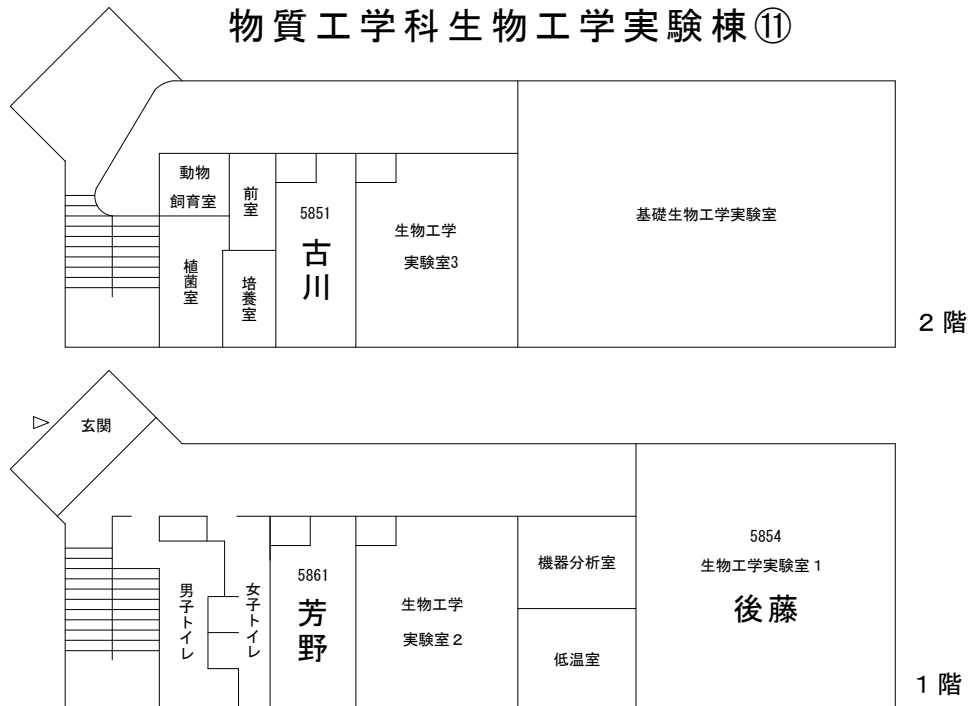 物質工学科生物工学実験棟⑪
動物
飼育室
前室
5851
古川
生物工学
実験室3
基礎生物工学実験室
植菌室
培養室
2階
玄関
5861
芳野
男子トイレ
女子トイレ
生物工学
実験室2
機器分析室
低温室
5854
生物工学実験室1
後藤
1階